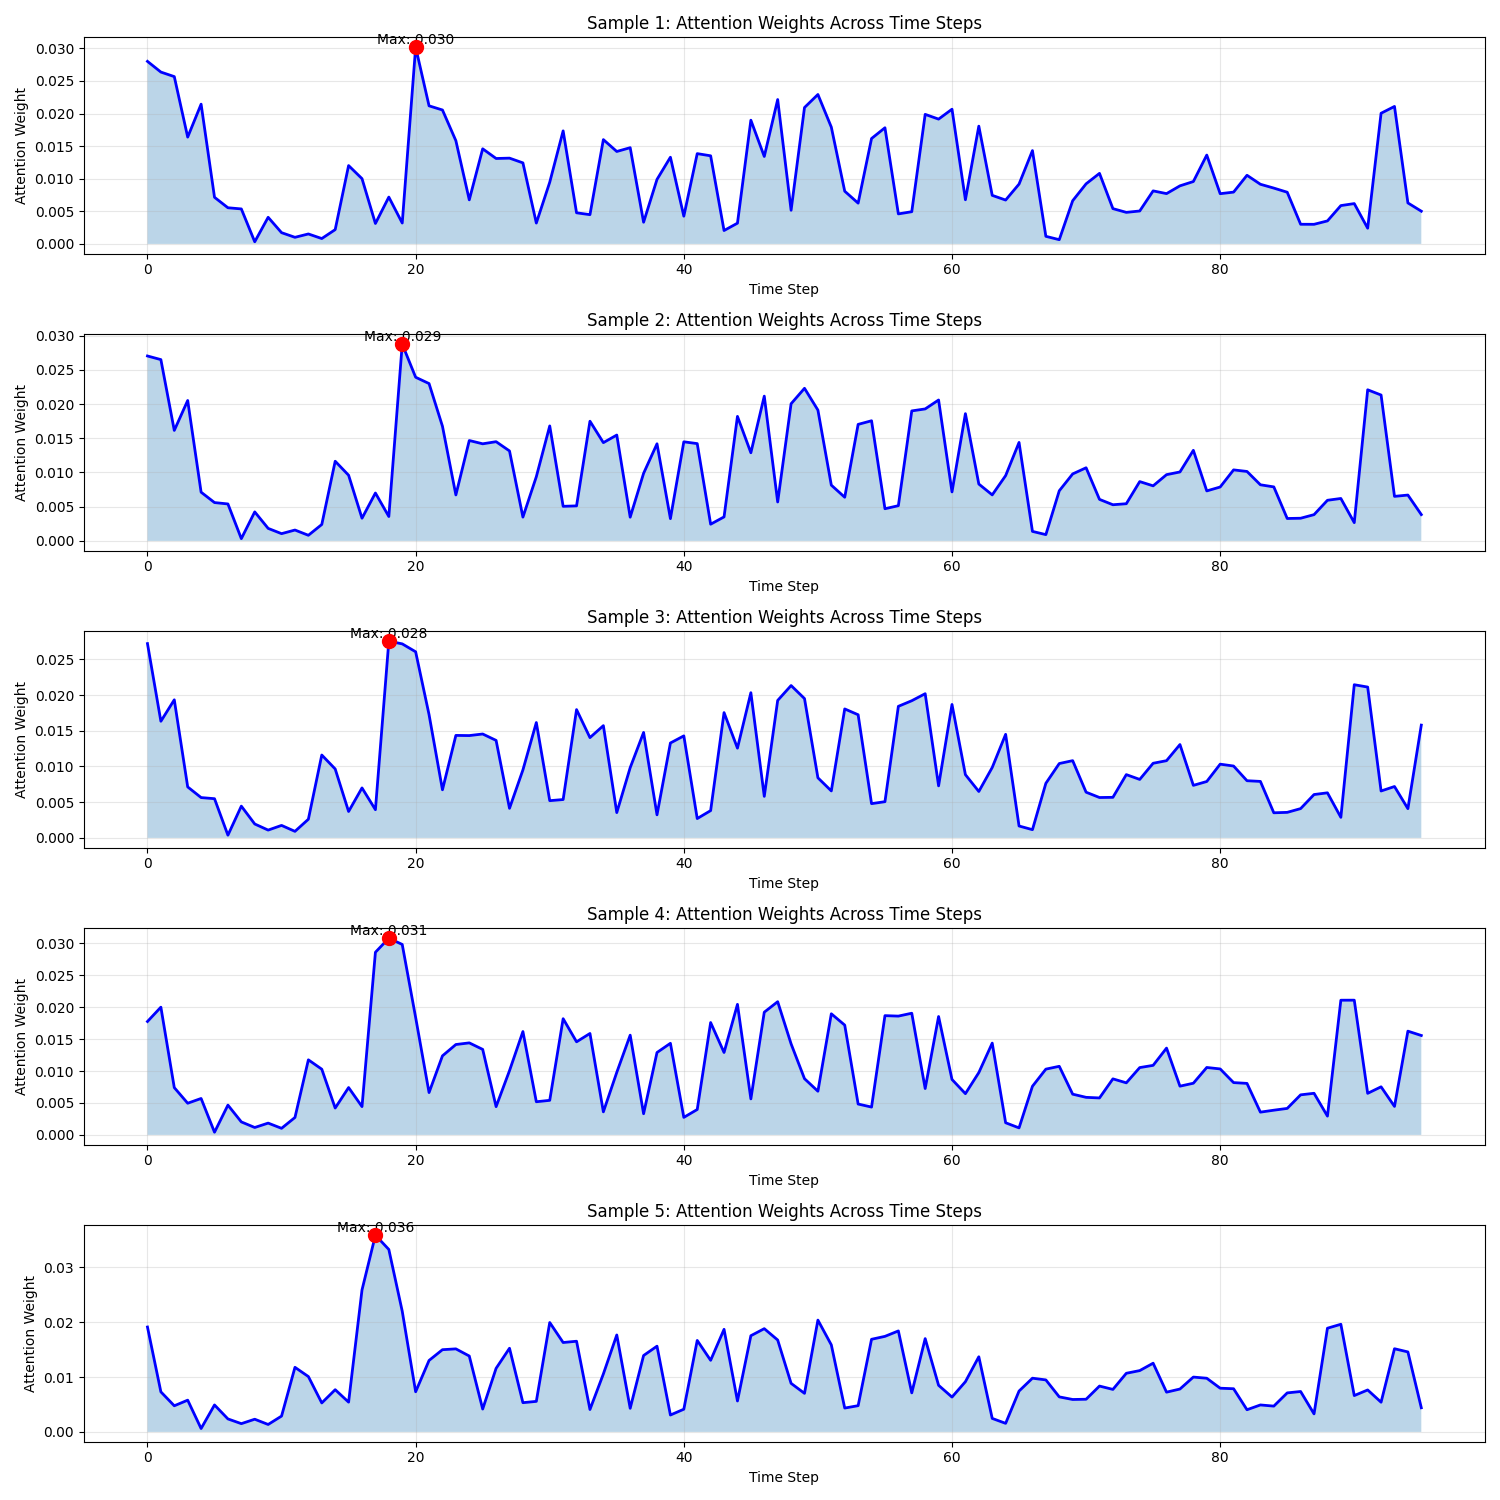 Sample 1: Attention Weights Across Time Steps
Max: 0.030
0.030
0.025
0.020
0.015
0.010
0.005
0.000
Attention Weight
0 20 40 60 80
Time Step
Sample 2: Attention Weights Across Time Steps
Max: 0.029
0.030
0.025
0.020
0.015
0.010
0.005
0.000
Attention Weight
0 20 40 60 80
Time Step
Sample 3: Attention Weights Across Time Steps
Max: 0.028
0.025
0.020
0.015
0.010
0.005
0.000
Attention Weight
0 20 40 60 80
Time Step
Sample 4: Attention Weights Across Time Steps
Max: 0.031
0.030
0.025
0.020
0.015
0.010
0.005
0.000
Attention Weight
0 20 40 60 80
Time Step
Sample 5: Attention Weights Across Time Steps
Max: 0.036
0.03
0.02
0.01
0.00
Attention Weight
0 20 40 60 80
Time Step